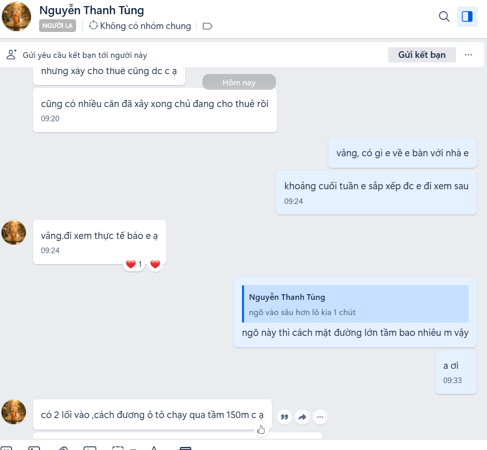 Nguyễn Thanh Tùng
NGƯỜI LẠ
Không có nhóm chung
Gửi yêu cầu kết bạn tới người này
Gửi kết bạn
nhưng xây cho thuê cũng dc c ạ
Hôm nay
cũng có nhiều căn đã xây xong chủ đang cho thuê rồi
09:20
vâng, có gì e về e bàn với nhà e
khoảng cuối tuần e sắp xếp đc e đi xem sau
09:24
vâng.đi xem thực tế báo e ạ
09:24
1
Nguyễn Thanh Tùng
ngõ vào sâu hơn lô kia 1 chút
ngõ này thì cách mặt đường lớn tầm bao nhiêu m vậy
a ơi
09:33
có 2 lối vào ,cách đương ô tô chạy qua tầm 150m c ạ